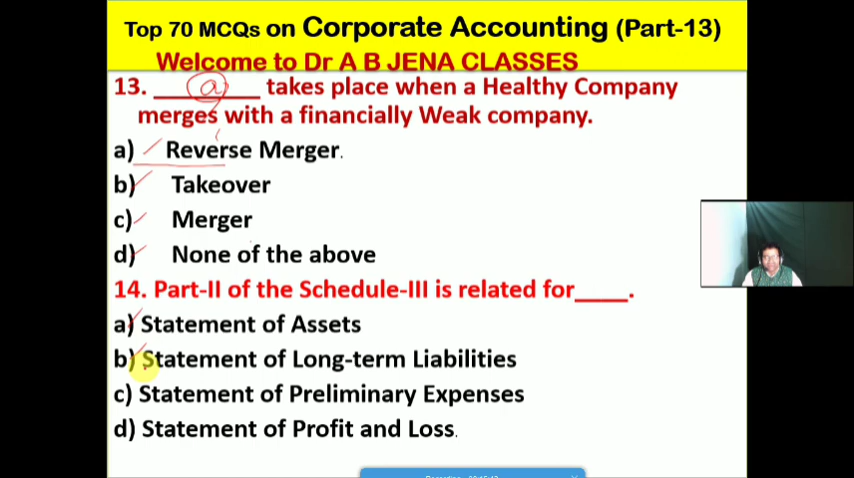 Top 70 MCQs on Corporate Accounting (Part-13)
Welcome to Dr A B JENA CLASSES
13. ____a____ takes place when a Healthy Company
merges with a financially Weak company.
a) Reverse Merger.
b) Takeover
c) Merger
d) None of the above
14. Part-II of the Schedule-III is related for____.
a) Statement of Assets
b) Statement of Long-term Liabilities
c) Statement of Preliminary Expenses
d) Statement of Profit and Loss.